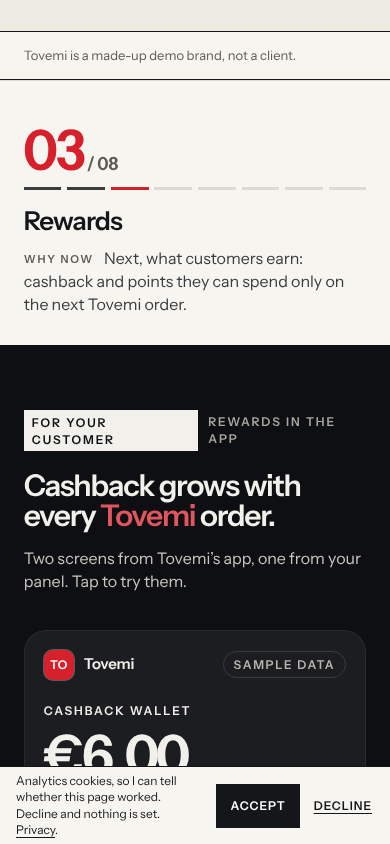 Tovemi is a made-up demo brand, not a client.
03 / 08
Rewards
WHY NOW Next, what customers earn:
cashback and points they can spend only on
the next Tovemi order.
FOR YOUR
CUSTOMER
REWARDS IN THE
APP
Cashback grows with
every Tovemi order.
Two screens from Tovemi’s app, one from your
panel. Tap to try them.
TO Tovemi SAMPLE DATA
CASHBACK WALLET
€6.00
Analytics cookies, so I can tell
whether this page worked.
Decline and nothing is set.
Privacy.
ACCEPT DECLINE